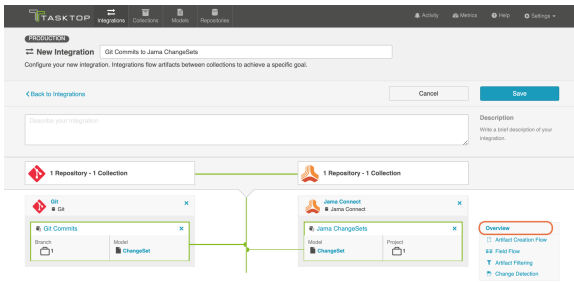 TASKTOP
Integrations
Collections
Models
Repositories
Activity
Metrics
Help
Settings
PRODUCTION
New Integration
Git Commits to Jama ChangeSets
Configure your new integration. Integrations flow artifacts between collections to achieve a specific goal.
Back to Integrations
Cancel
Save
Describe your integration
Description
Write a brief description of your
integration.
1 Repository - 1 Collection
1 Repository - 1 Collection
Git
Git
Git Commits
Branch
1
Model
ChangeSet
Jama Connect
Jama Connect
Jama ChangeSets
Model
ChangeSet
Project
1
Overview
Artifact Creation Flow
Field Flow
Artifact Filtering
Change Detection